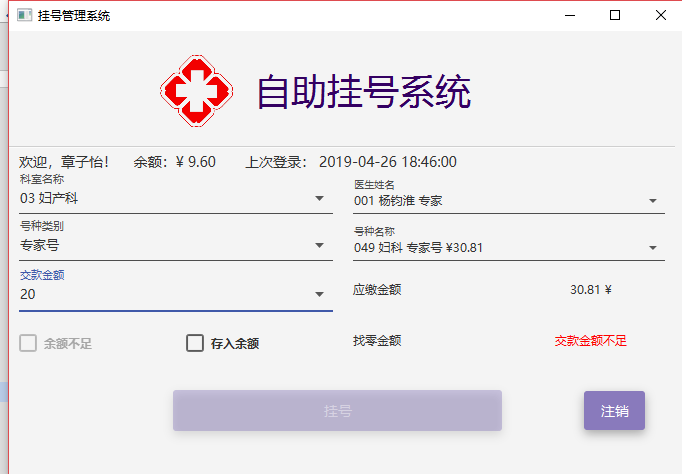 挂号管理系统
自助挂号系统
欢迎，章子怡！ 余额：¥ 9.60 上次登录： 2019-04-26 18:46:00
科室名称 医生姓名
03 妇产科 001 杨钧淮 专家
号种类别 号种名称
专家号 049 妇科 专家号 ¥30.81
交款金额
20 应缴金额 30.81 ¥
余额不足 存入余额 找零金额 交款金额不足
挂号 注销